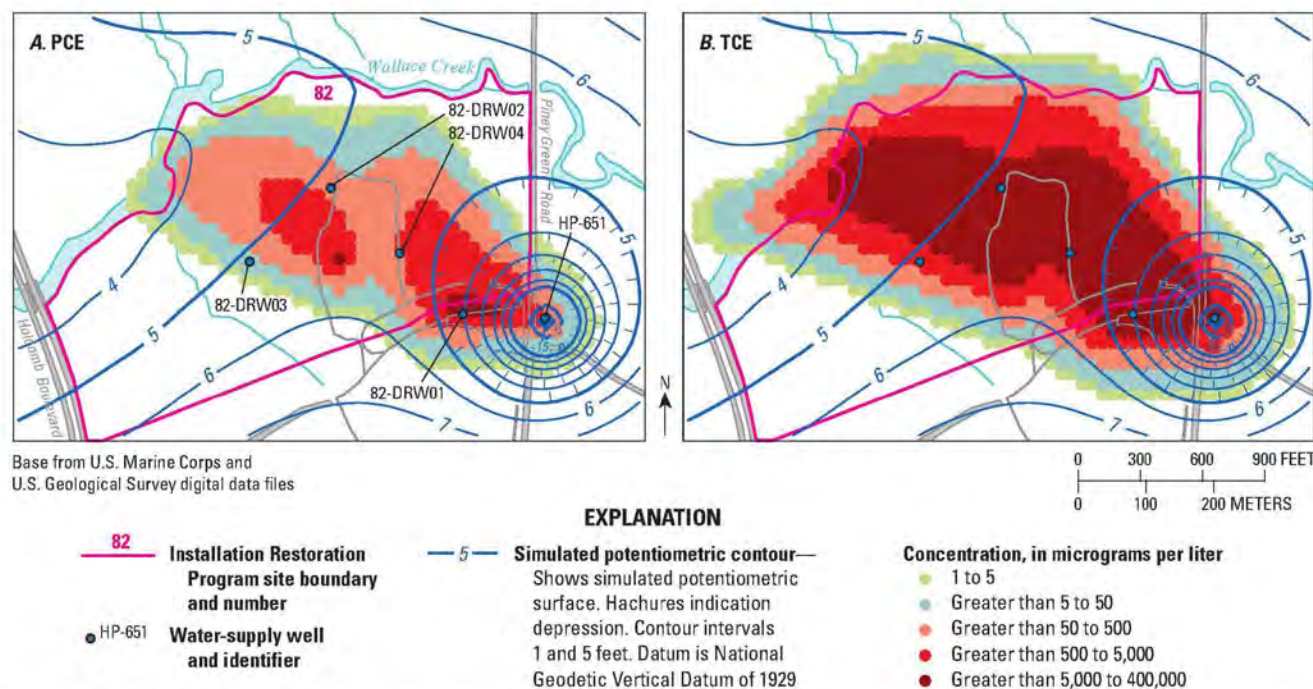 A. PCE
5
6
Wallace Creek
82
82-DRW02
82-DRW04
Piney Green Road
HP-651
5
4
82-DRW03
5
6
82-DRW01
6
7
Holcomb Boulevard
N
B. TCE
5
6
5
4
5
6
6
7
Base from U.S. Marine Corps and
U.S. Geological Survey digital data files
0 300 600 900 FEET
0 100 200 METERS
EXPLANATION
82
Installation Restoration
Program site boundary
and number
HP-651
Water-supply well
and identifier
5
Simulated potentiometric contour—
Shows simulated potentiometric
surface. Hachures indication
depression. Contour intervals
1 and 5 feet. Datum is National
Geodetic Vertical Datum of 1929
Concentration, in micrograms per liter
1 to 5
Greater than 5 to 50
Greater than 50 to 500
Greater than 500 to 5,000
Greater than 5,000 to 400,000